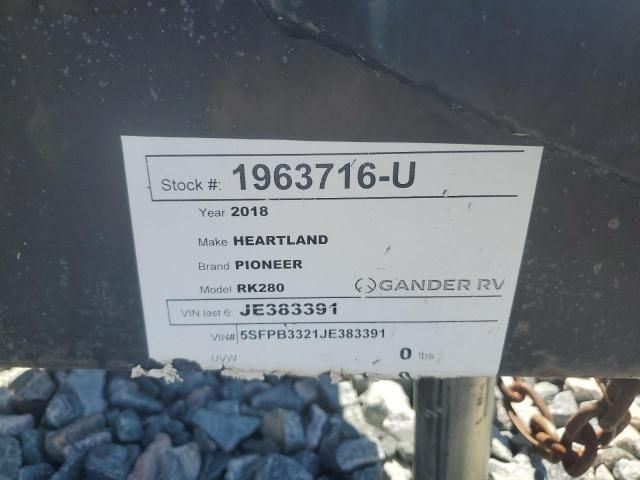 Stock #: 1963716-U
Year 2018
Make HEARTLAND
Brand PIONEER
Model RK280 GANDER RV
VIN last 6: JE383391
VIN# 5SFPB3321JE383391
UVW 0 lbs